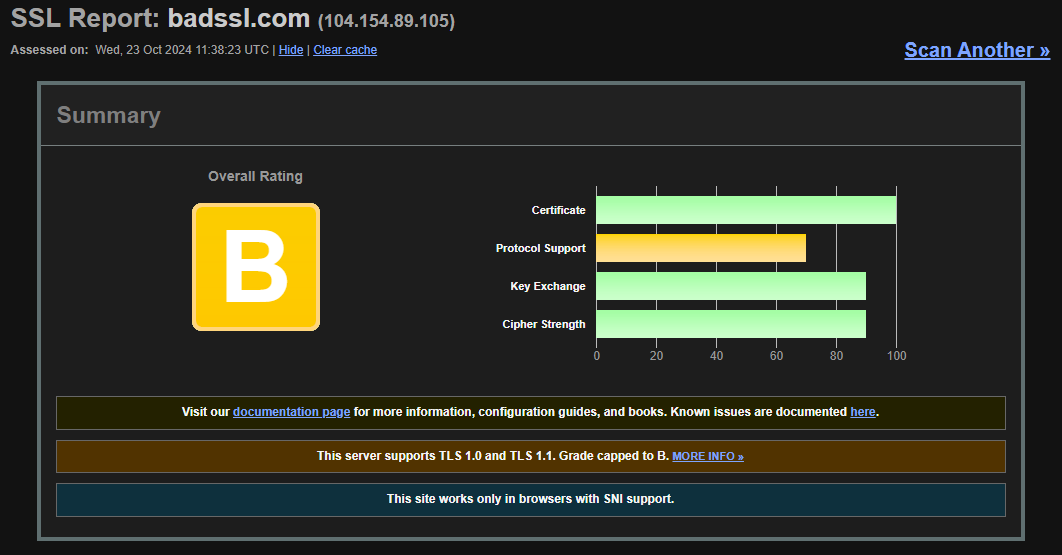 SSL Report: badssl.com (104.154.89.105)
Assessed on: Wed, 23 Oct 2024 11:38:23 UTC | Hide | Clear cache
Scan Another »
Summary
Overall Rating
B
Certificate
Protocol Support
Key Exchange
Cipher Strength
0 20 40 60 80 100
Visit our documentation page for more information, configuration guides, and books. Known issues are documented here.
This server supports TLS 1.0 and TLS 1.1. Grade capped to B. MORE INFO »
This site works only in browsers with SNI support.